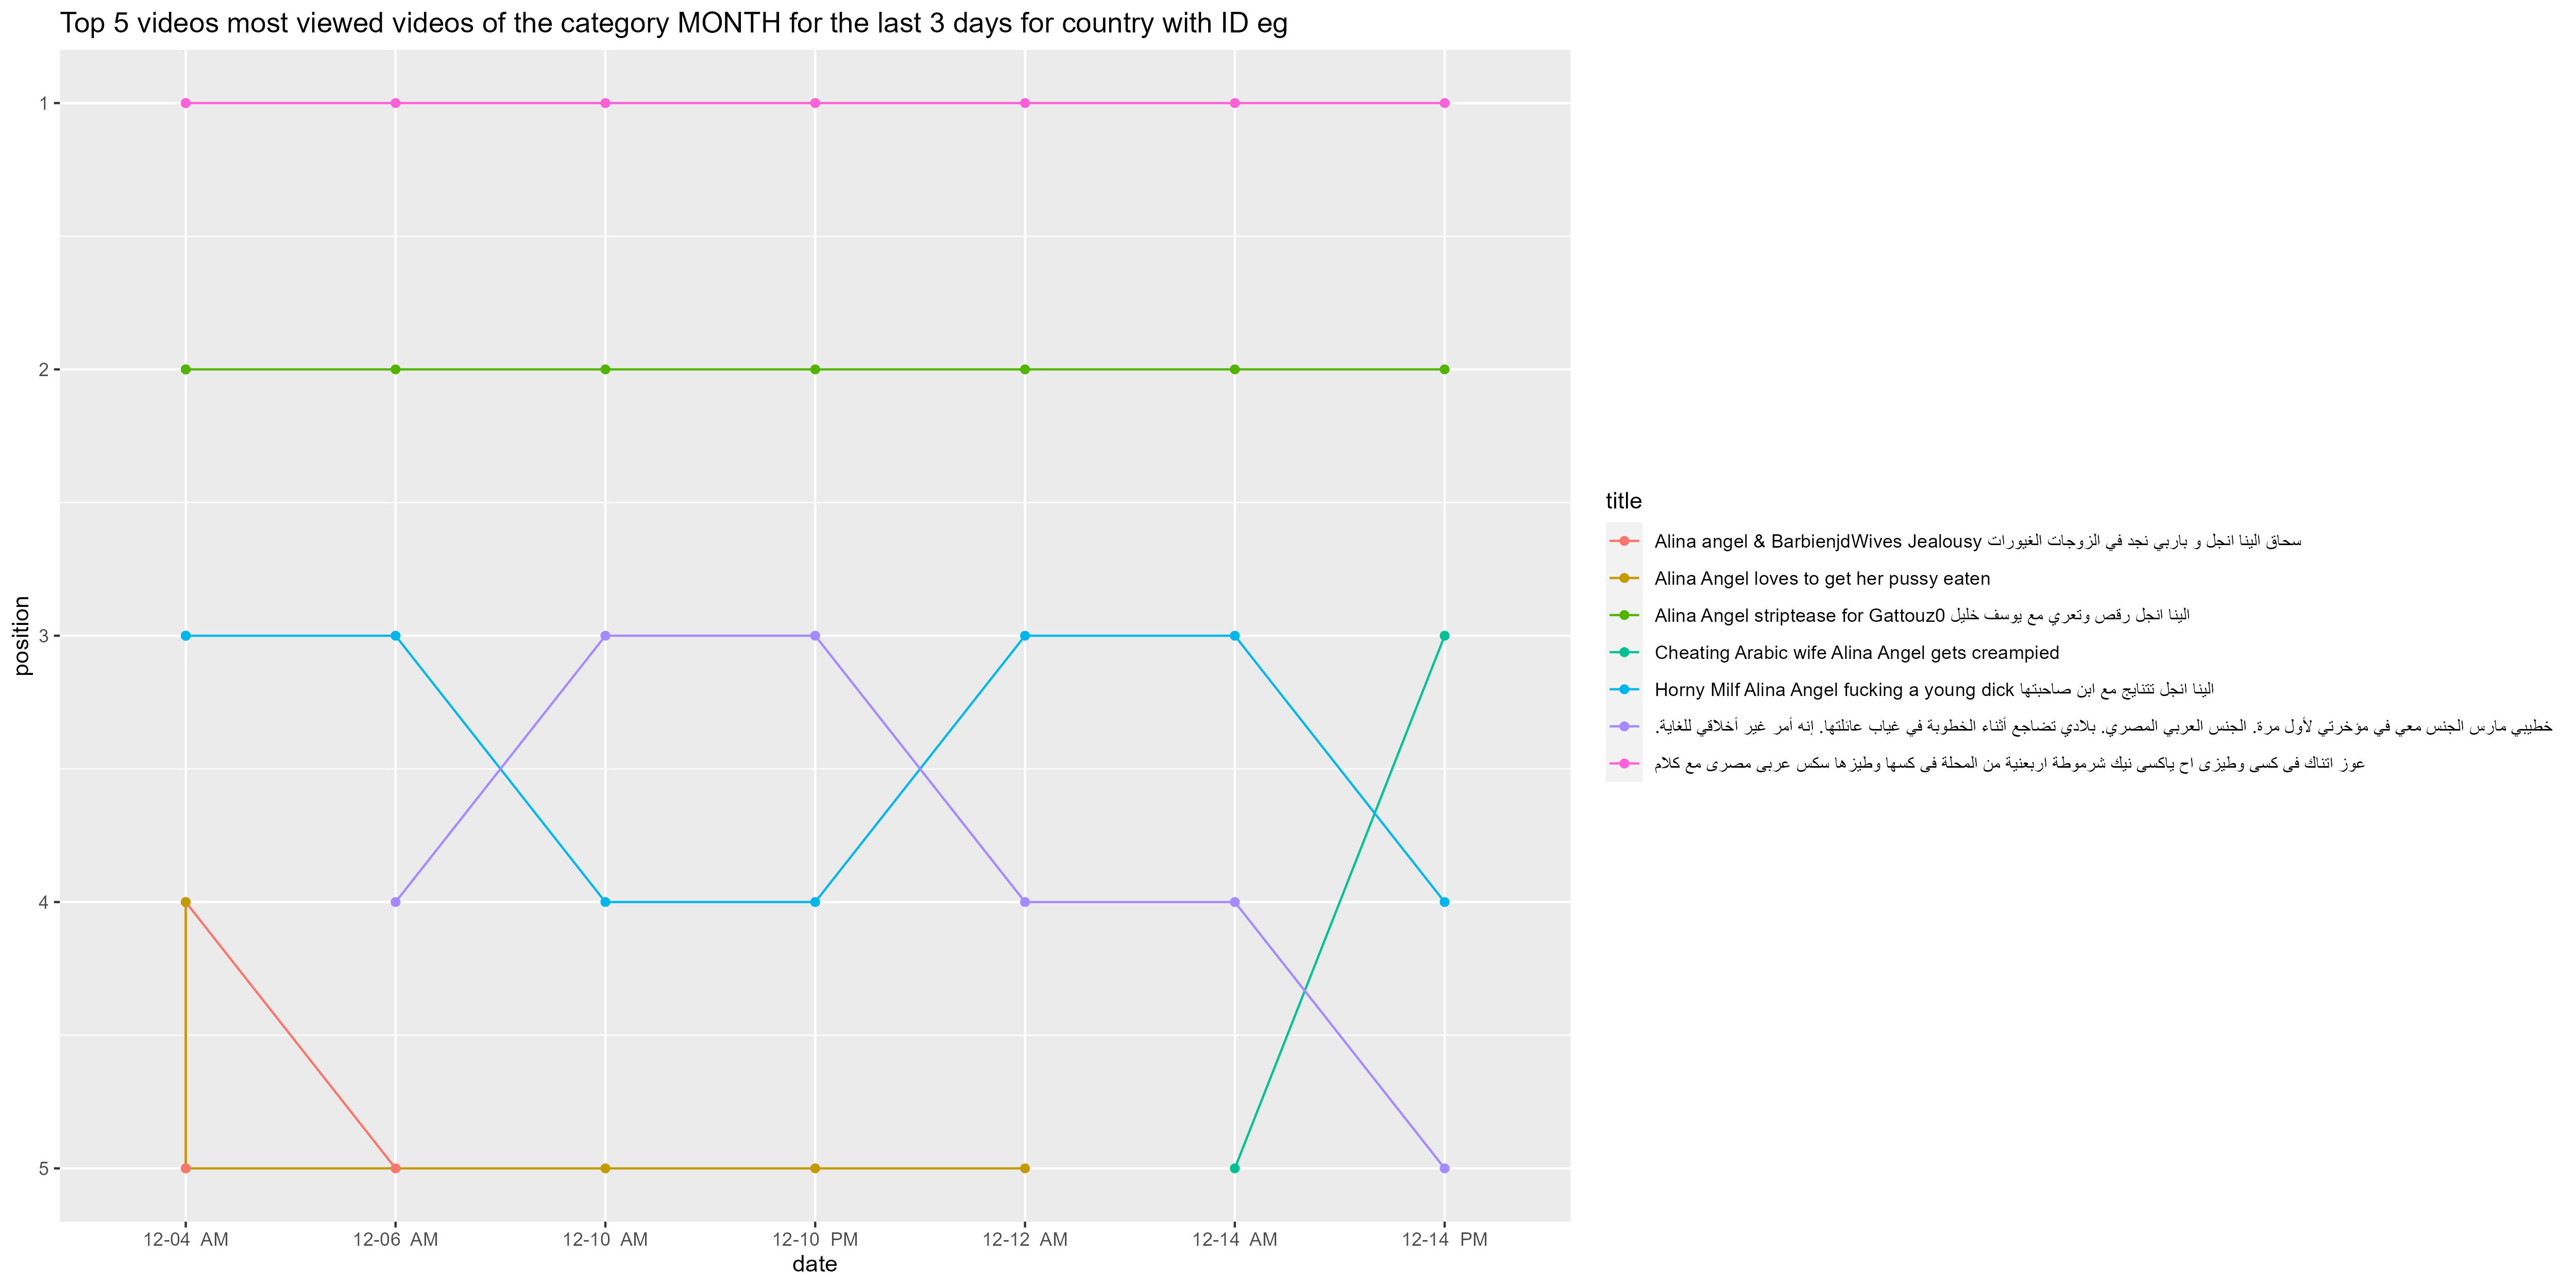 Top 5 videos most viewed videos of the category MONTH for the last 3 days for country with ID eg
position
1
2
3
4
5
12-04 AM
12-06 AM
12-10 AM
12-10 PM
12-12 AM
12-14 AM
12-14 PM
date
title
Alina angel & BarbienjdWives Jealousy سحاق الينا انجل و باربي نجد في الزوجات الغيورات
Alina Angel loves to get her pussy eaten
Alina Angel striptease for Gattouz0 الينا انجل رقص وتعري مع يوسف خليل
Cheating Arabic wife Alina Angel gets creampied
Horny Milf Alina Angel fucking a young dick الينا انجل تتنايج مع ابن صاحبتها
خطيبي مارس الجنس معي في مؤخرتي لأول مرة. الجنس العربي المصري. بلادي تضاجع أثناء الخطوبة في غياب عائلتها. إنه أمر غير أخلاقي للغاية.
عوز اتناك فى كسى وطيزى اح ياكسى نيك شرموطة اربعنية من المحلة فى كسها وطيزها سكس عربى مصرى مع كلام